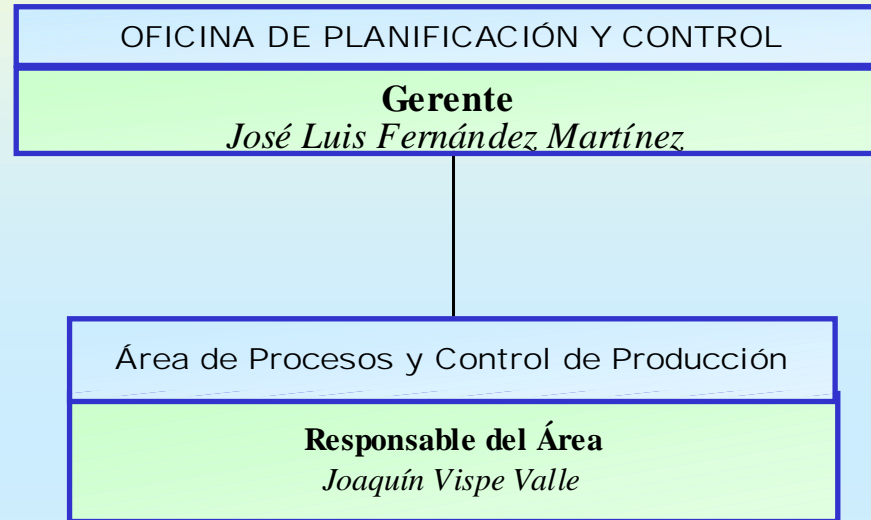 OFICINA DE PLANIFICACIÓN Y CONTROL
Gerente
José Luis Fernández Martínez
Área de Procesos y Control de Producción
Responsable del Área
Joaquín Vispe Valle